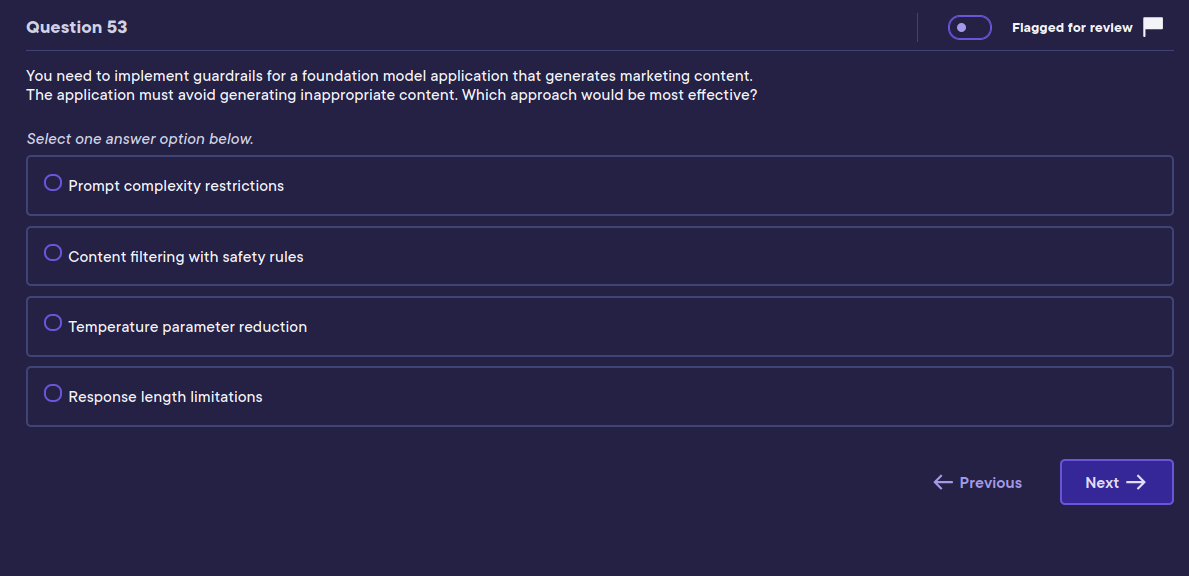 Question 53
Flagged for review
You need to implement guardrails for a foundation model application that generates marketing content.
The application must avoid generating inappropriate content. Which approach would be most effective?
Select one answer option below.
Prompt complexity restrictions
Content filtering with safety rules
Temperature parameter reduction
Response length limitations
Previous
Next